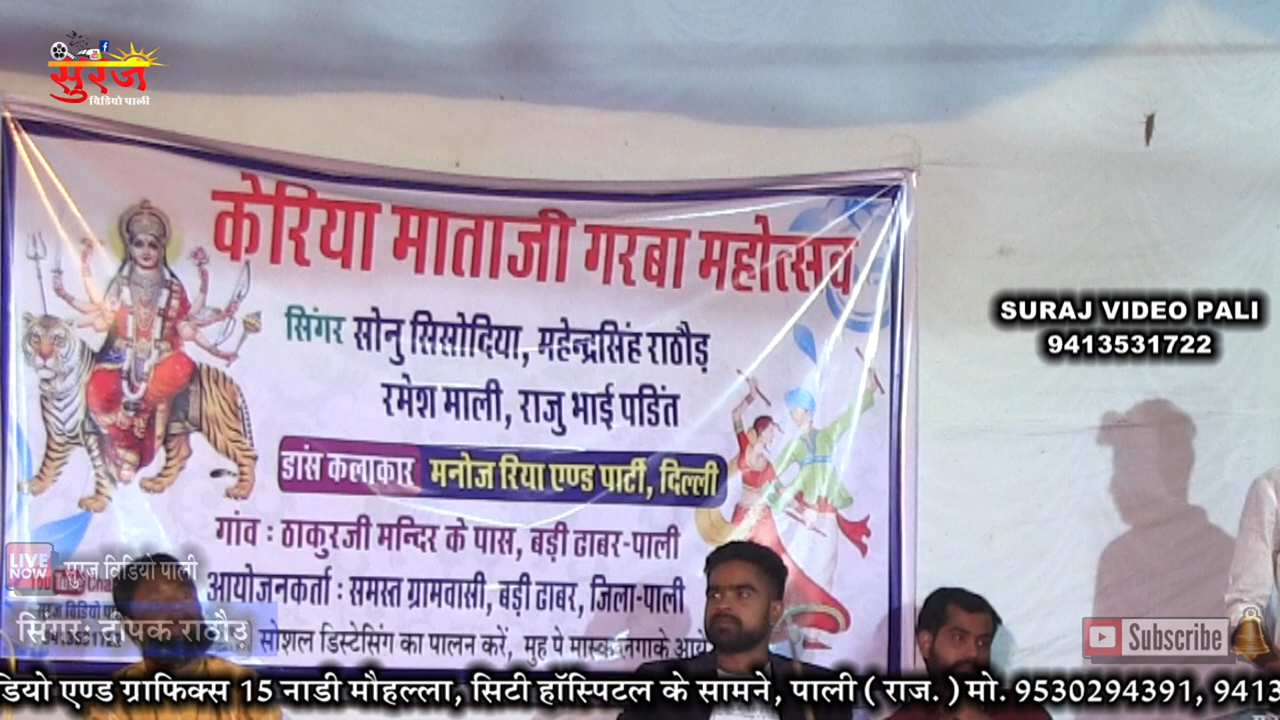 सुरज
विडियो पाली
केरिया माताजी गरबा महोत्सव
सिंगर सोनु सिसोदिया, महेन्द्रसिंह राठौड़
रमेश माली, राजु भाई पडिंत
डांस कलाकार मनोज रिया एण्ड पार्टी, दिल्ली
गांव : ठाकुरजी मन्दिर के पास, बड़ी ढाबर-पाली
आयोजनकर्ता : समस्त ग्रामवासी, बड़ी ढाबर, जिला-पाली
सोशल डिस्टेसिंग का पालन करें, मुह पे मास्क लगाके आये
SURAJ VIDEO PALI
9413531722
LIVE NOW
सुरज विडियो पाली
सिगर: दीपक राठौड
Subscribe
डियो एण्ड ग्राफिक्स 15 नाडी मौहल्ला, सिटी हॉस्पिटल के सामने, पाली ( राज. ) मो. 9530294391, 9413